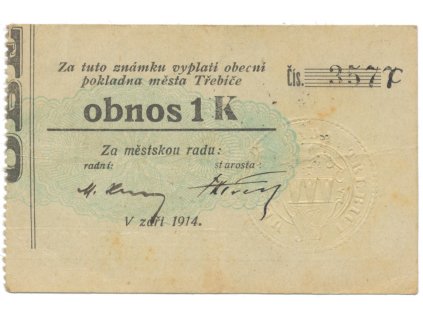 Za tuto známku vyplatí obecní
pokladna města Třebíče
Čís. 3577
obnos 1 K
Za městskou radu:
radní: starosta:
V září 1914.